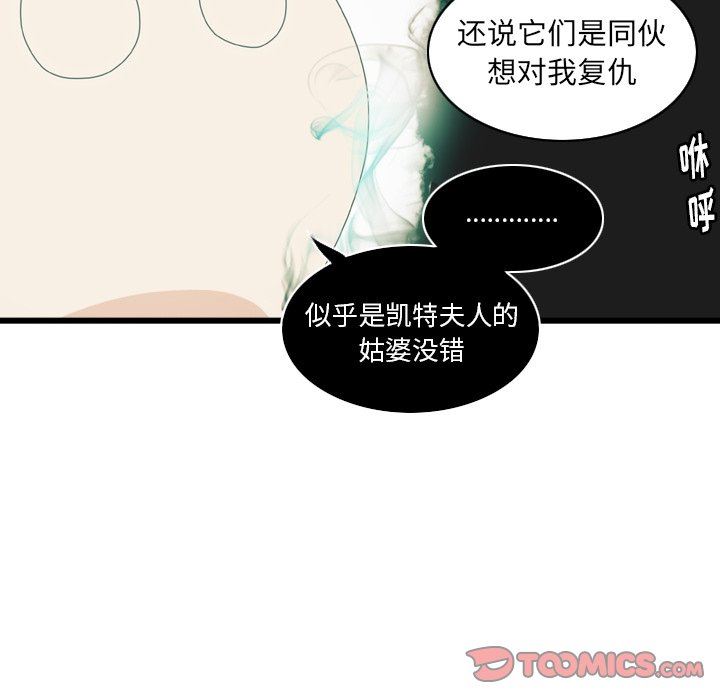 还说它们是同伙
想对我复仇
咻呼
.............
似乎是凯特夫人的
姑婆没错
TOOMICS.COM